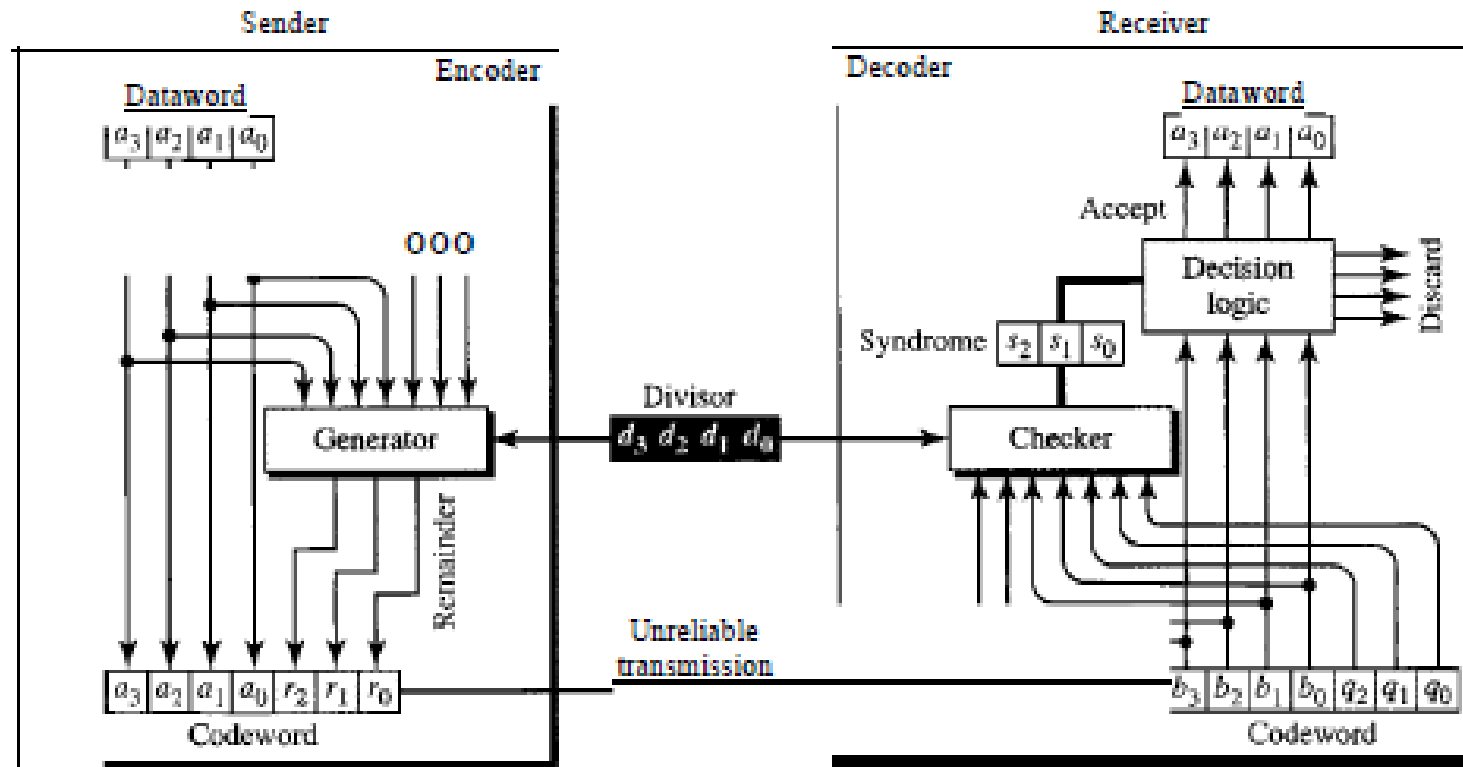 Sender
Receiver
Encoder
Decoder
Dataword
a3 a2 a1 a0
000
Generator
Remainder
a3 a2 a1 a0 r2 r1 r0
Codeword
Divisor
d3 d2 d1 d0
Unreliable
transmission
Dataword
a3 a2 a1 a0
Accept
Decision
logic
Discard
Syndrome s2 s1 s0
Checker
b3 b2 b1 b0 q2 q1 q0
Codeword